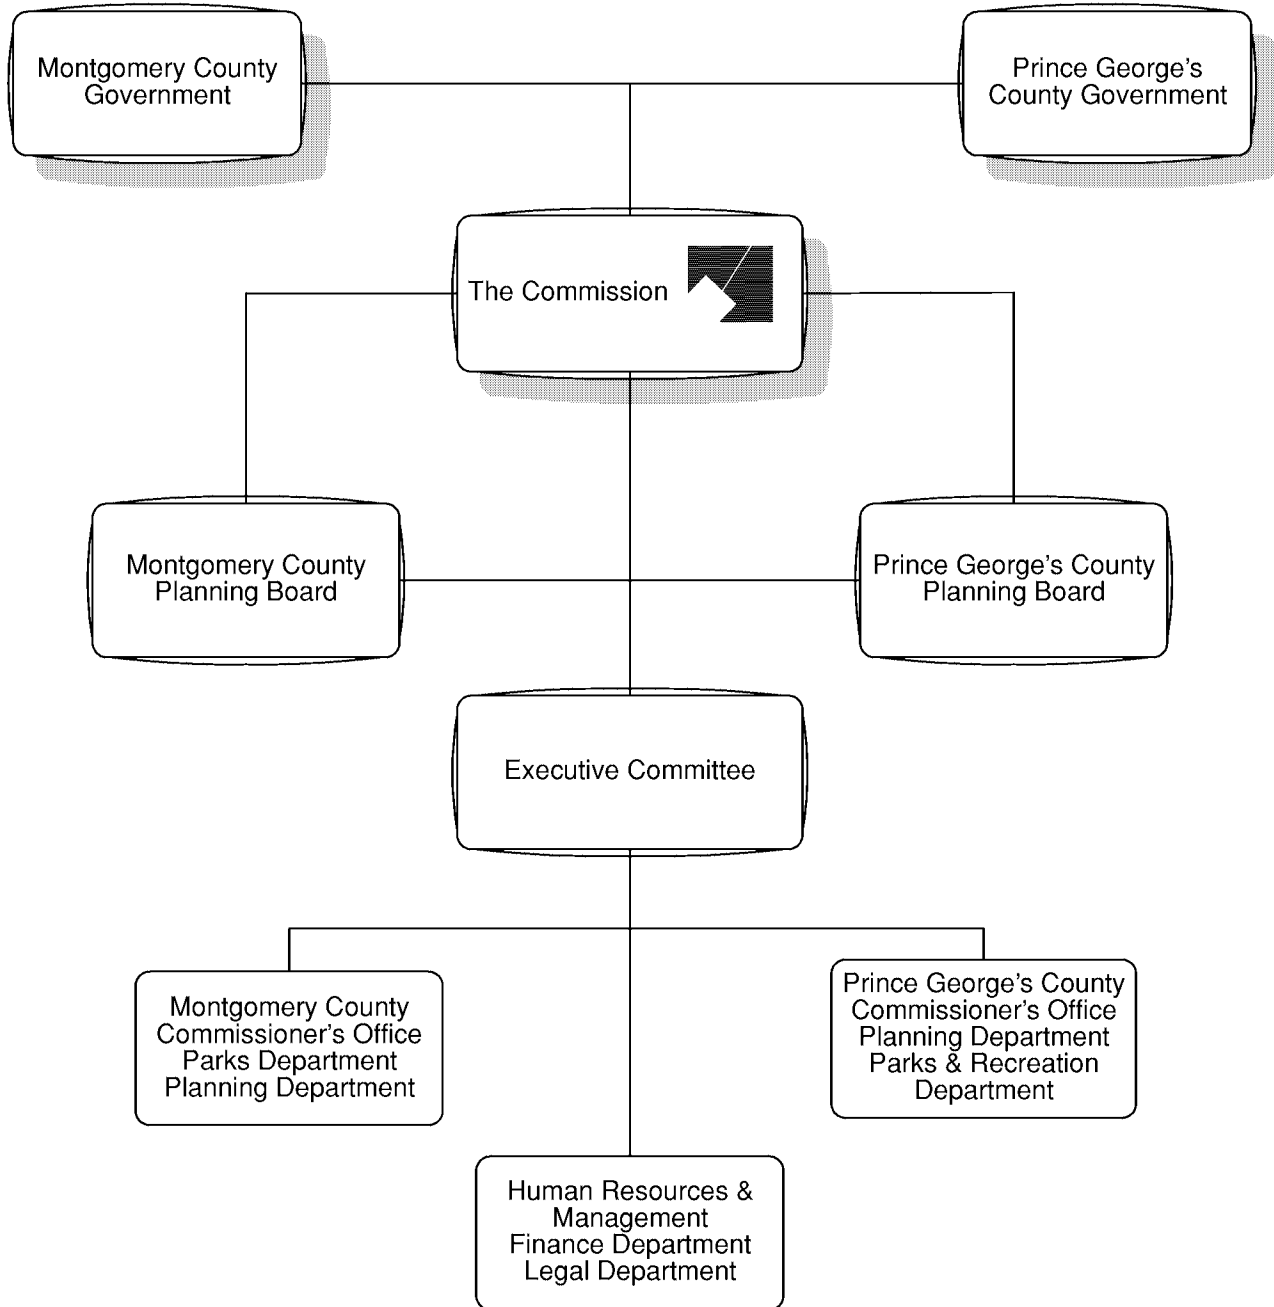 Montgomery County
Government
Prince George's
County Government
The Commission
Montgomery County
Planning Board
Prince George's County
Planning Board
Executive Committee
Montgomery County
Commissioner's Office
Parks Department
Planning Department
Prince George's County
Commissioner's Office
Planning Department
Parks & Recreation
Department
Human Resources &
Management
Finance Department
Legal Department